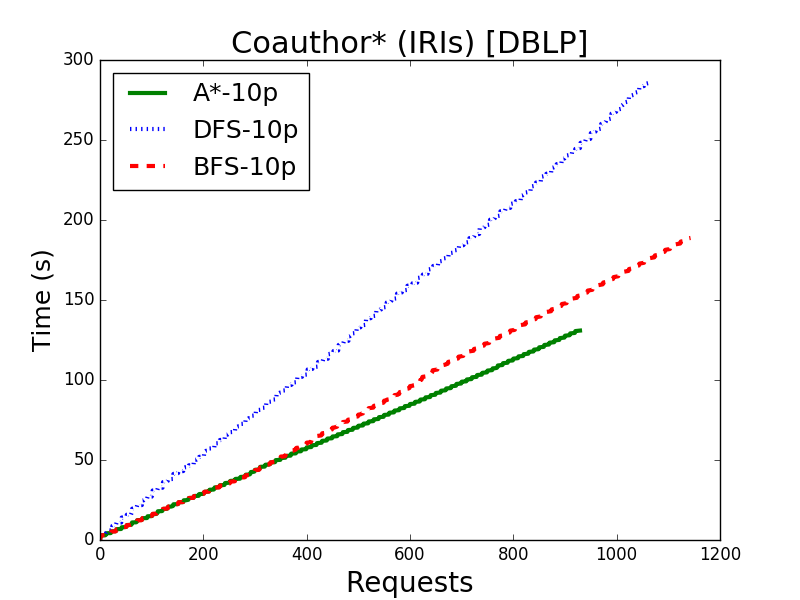 Coauthor* (IRIs) [DBLP]
A*-10p
DFS-10p
BFS-10p
Time (s)
300
250
200
150
100
50
0
0 200 400 600 800 1000 1200
Requests